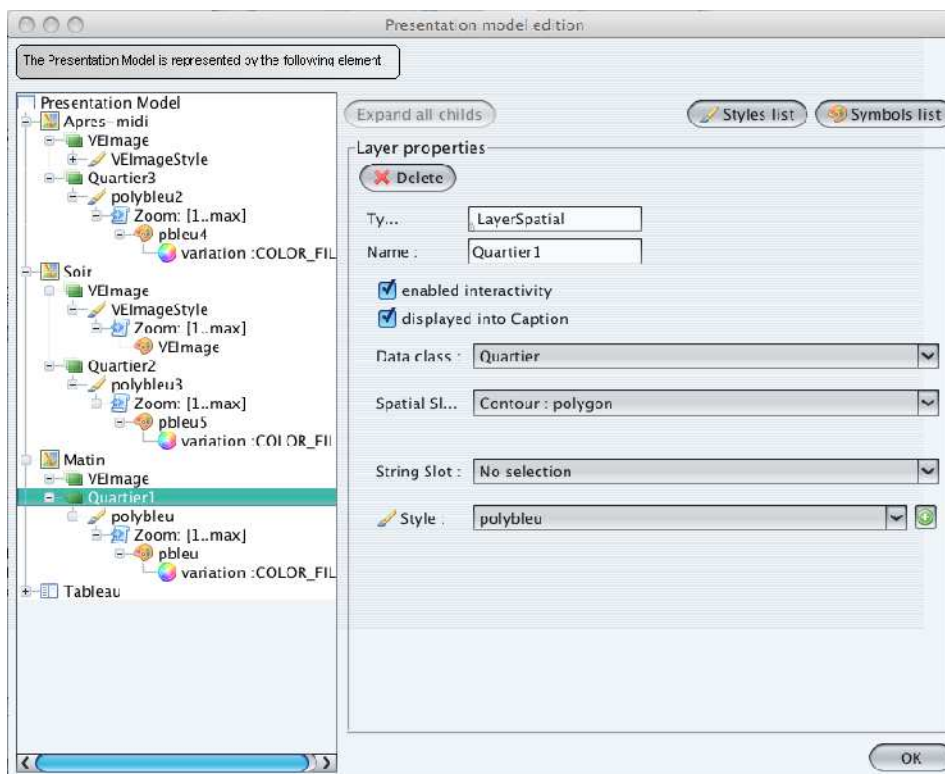 Presentation model edition
The Presentation Model is represented by the following element
Presentation Model
Apres-midi
VEImage
VEImageStyle
Quartier3
polybleu2
Zoom: [1..max]
pbleu4
variation :COLOR_FIL
Soir
VEImage
VEImageStyle
Zoom: [1..max]
VEImage
Quartier2
polybleu3
Zoom: [1..max]
pbleu5
variation :COLOR_FIL
Matin
VEImage
Quartier1
polybleu
Zoom: [1..max]
pbleu
variation :COLOR_FIL
Tableau
Expand all childs
Styles list
Symbols list
Layer properties
Delete
Ty... LayerSpatial
Name : Quartier1
enabled interactivity
displayed into Caption
Data class : Quartier
Spatial Sl... Contour : polygon
String Slot : No selection
Style : polybleu
OK